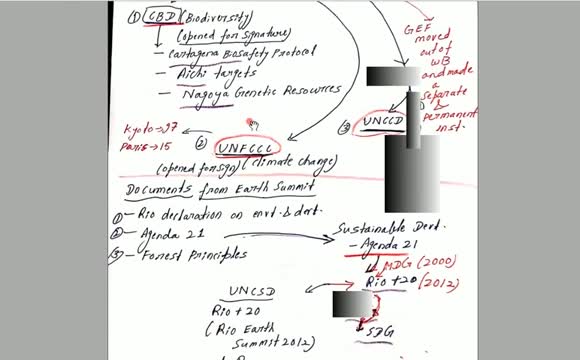 ① CBD (Biodiversity)
(opened for signature)
- Cartagena Biosafety Protocol
- Aichi targets
- Nagoya Genetic Resources
GEF
moved
out of
WB
and made
a
separate
&
permanent
inst.
Kyoto → 97
Paris → 15
② UNFCCC
(opened for sign) (climate change)
③ UNCCD
Documents from Earth Summit
① - Rio declaration on envt. & devt.
② - Agenda 21
③ - Forrest Principles
Sustainable Devt.
- Agenda 21
MDG (2000)
Rio +20 (2012)
SDG
UNCSD
Rio + 20
(Rio Earth
Summit 2012)